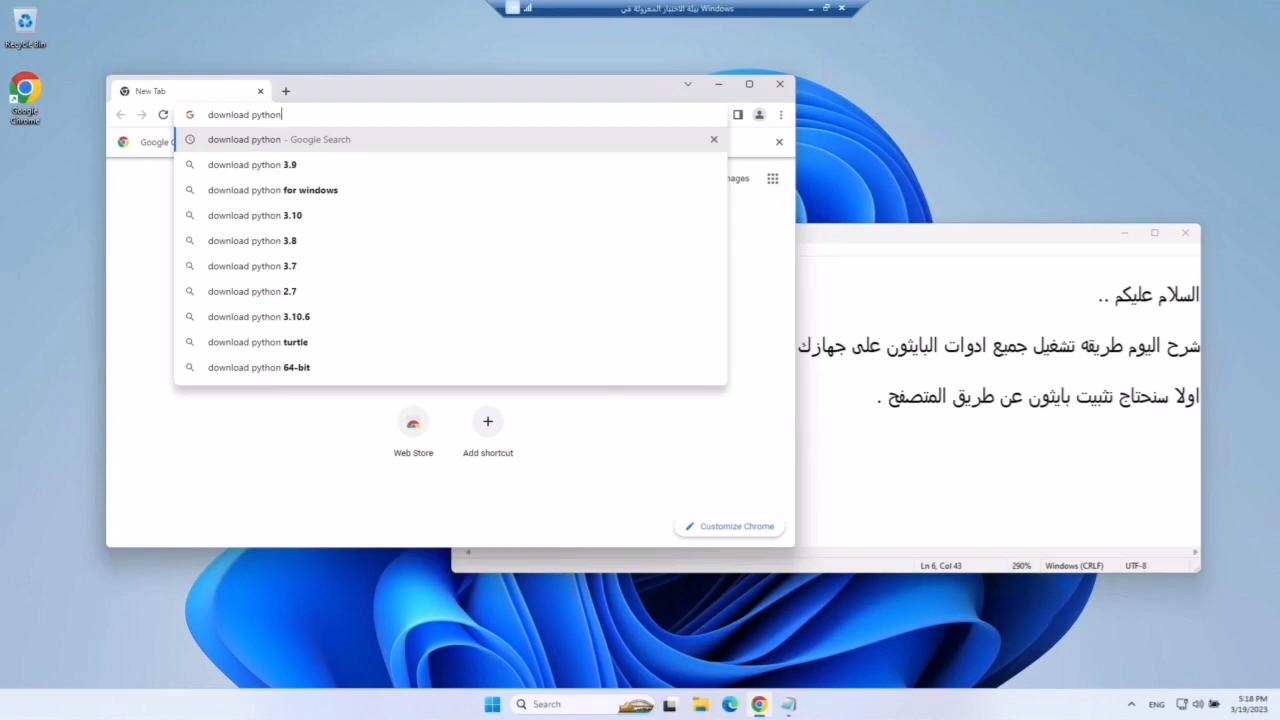 Windows بيئة الاختبار المعزولة في
Recycle Bin
Google Chrome
New Tab
download python
Google C
download python - Google Search
download python 3.9
download python for windows
download python 3.10
download python 3.8
download python 3.7
download python 2.7
download python 3.10.6
download python turtle
download python 64-bit
mages
Web Store
Add shortcut
Customize Chrome
السلام عليكم ..
شرح اليوم طريقه تشغيل جميع ادوات البايثون على جهازك
اولا سنحتاج تثبيت بايثون عن طريق المتصفح .
Ln 6, Col 43
290%
Windows (CRLF)
UTF-8
Search
ENG
5:18 PM
3/19/2023